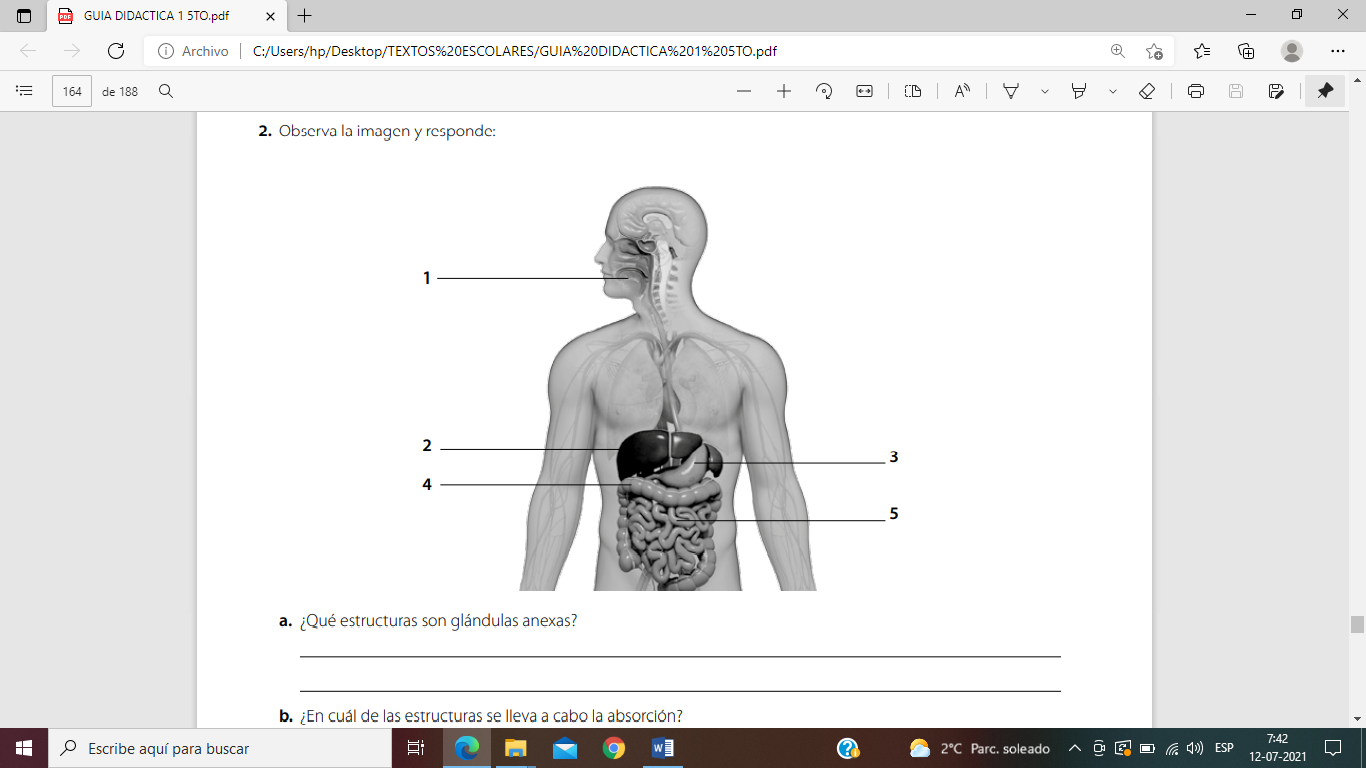 GUIA DIDACTICA 1 5TO.pdf
Archivo C:/Users/hp/Desktop/TEXTOS%20ESCOLARES/GUIA%20DIDACTICA%201%205TO.pdf
164 de 188
2. Observa la imagen y responde:
1
2
3
4
5
a. ¿Qué estructuras son glándulas anexas?
b. ¿En cuál de las estructuras se lleva a cabo la absorción?
Escribe aquí para buscar
2°C Parc. soleado
ESP
7:42
12-07-2021